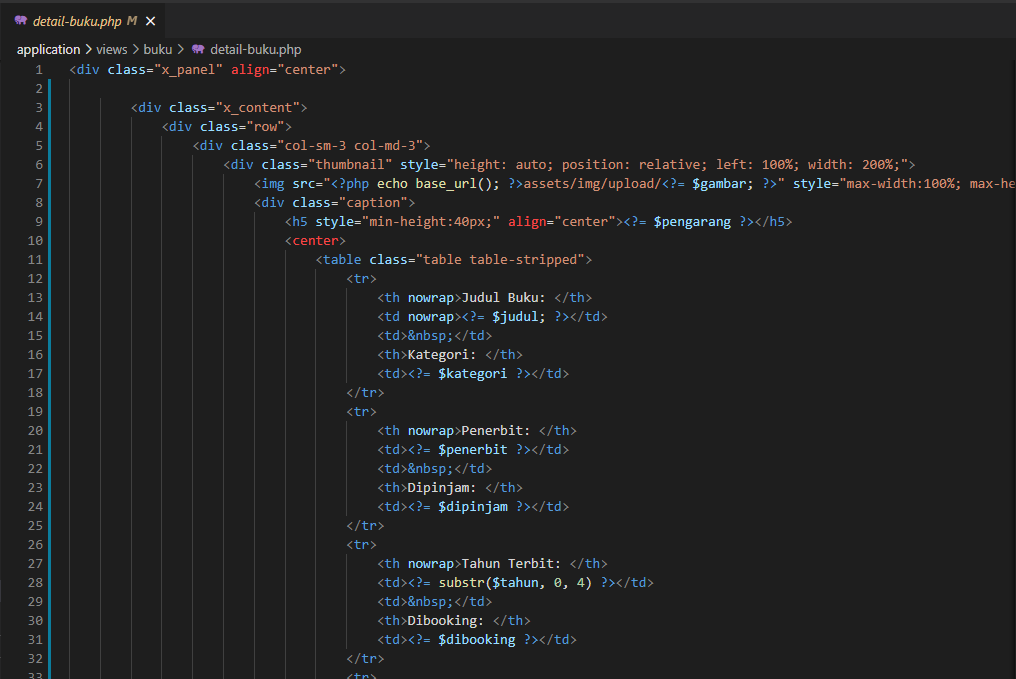 detail-buku.php M
application > views > buku > detail-buku.php
1 <div class="x_panel" align="center">
2
3 <div class="x_content">
4 <div class="row">
5 <div class="col-sm-3 col-md-3">
6 <div class="thumbnail" style="height: auto; position: relative; left: 100%; width: 200%;">
7 <img src="<?php echo base_url(); ?>assets/img/upload/<?= $gambar; ?>" style="max-width:100%; max-he
8 <div class="caption">
9 <h5 style="min-height:40px;" align="center"><?= $pengarang ?></h5>
10 <center>
11 <table class="table table-stripped">
12 <tr>
13 <th nowrap>Judul Buku: </th>
14 <td nowrap><?= $judul; ?></td>
15 <td>&nbsp;</td>
16 <th>Kategori: </th>
17 <td><?= $kategori ?></td>
18 </tr>
19 <tr>
20 <th nowrap>Penerbit: </th>
21 <td><?= $penerbit ?></td>
22 <td>&nbsp;</td>
23 <th>Dipinjam: </th>
24 <td><?= $dipinjam ?></td>
25 </tr>
26 <tr>
27 <th nowrap>Tahun Terbit: </th>
28 <td><?= substr($tahun, 0, 4) ?></td>
29 <td>&nbsp;</td>
30 <th>Dibooking: </th>
31 <td><?= $dibooking ?></td>
32 </tr>
33 <tr>